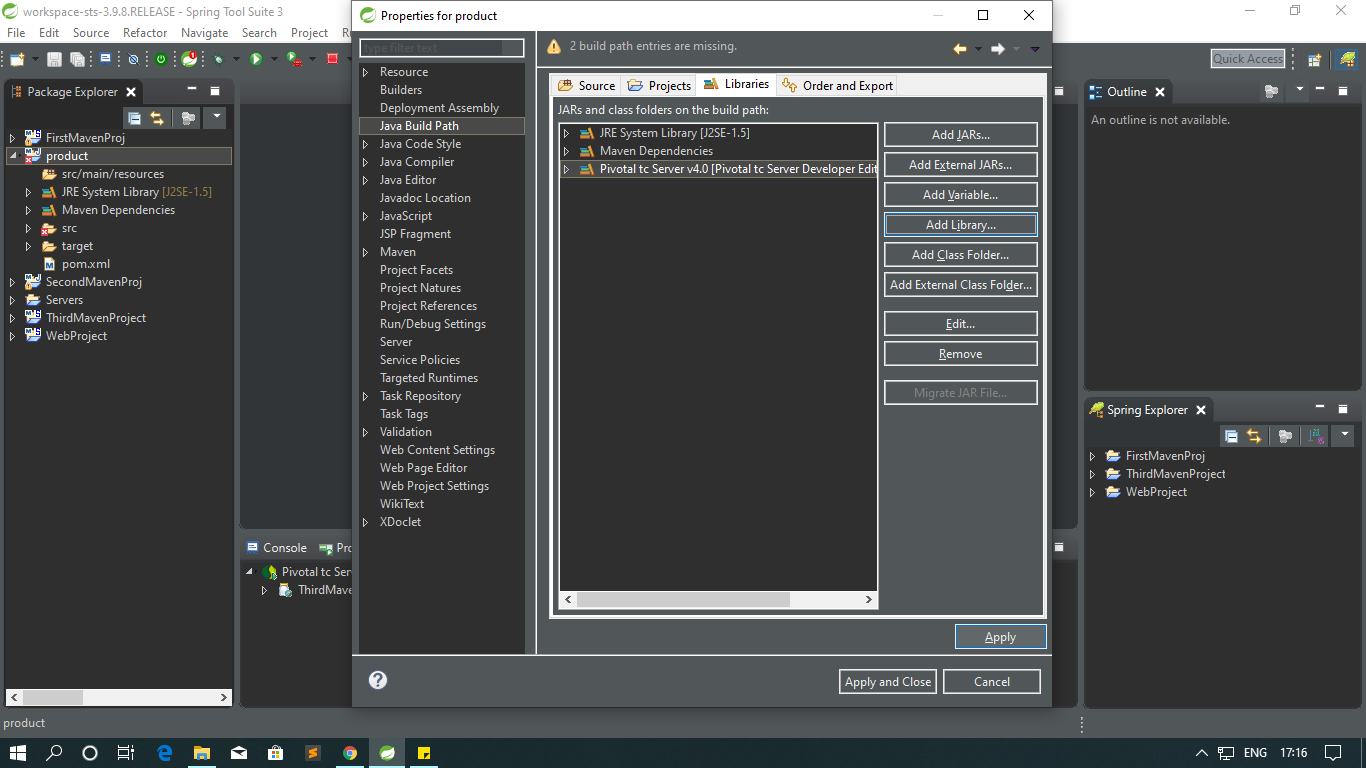 workspace-sts-3.9.8.RELEASE - Spring Tool Suite 3
File Edit Source Refactor Navigate Search Project
Quick Access
Package Explorer
FirstMavenProj
product
src/main/resources
JRE System Library [J2SE-1.5]
Maven Dependencies
src
target
pom.xml
SecondMavenProj
Servers
ThirdMavenProject
WebProject
Properties for product
type filter text
Resource
Builders
Deployment Assembly
Java Build Path
Java Code Style
Java Compiler
Java Editor
Javadoc Location
JavaScript
JSP Fragment
Maven
Project Facets
Project Natures
Project References
Run/Debug Settings
Server
Service Policies
Targeted Runtimes
Task Repository
Task Tags
Validation
Web Content Settings
Web Page Editor
Web Project Settings
WikiText
XDoclet
2 build path entries are missing.
Source Projects Libraries Order and Export
JARs and class folders on the build path:
JRE System Library [J2SE-1.5]
Maven Dependencies
Pivotal tc Server v4.0 [Pivotal tc Server Developer Edit
Add JARs...
Add External JARs...
Add Variable...
Add Library...
Add Class Folder...
Add External Class Folder...
Edit...
Remove
Migrate JAR File...
Apply
Apply and Close Cancel
Outline
An outline is not available.
Spring Explorer
FirstMavenProj
ThirdMavenProject
WebProject
Console Pro
Pivotal tc Ser
ThirdMave
product
ENG 17:16